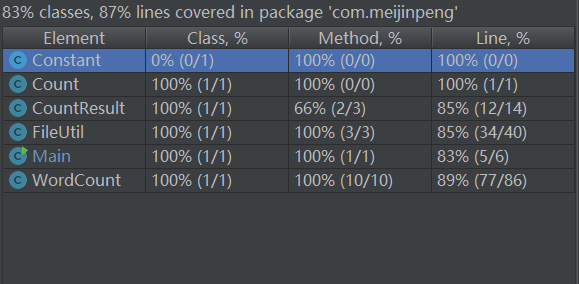 83% classes, 87% lines covered in package 'com.meijinpeng'
Element Class, % Method, % Line, %
Constant 0% (0/1) 100% (0/0) 100% (0/0)
Count 100% (1/1) 100% (0/0) 100% (1/1)
CountResult 100% (1/1) 66% (2/3) 85% (12/14)
FileUtil 100% (1/1) 100% (3/3) 85% (34/40)
Main 100% (1/1) 100% (1/1) 83% (5/6)
WordCount 100% (1/1) 100% (10/10) 89% (77/86)